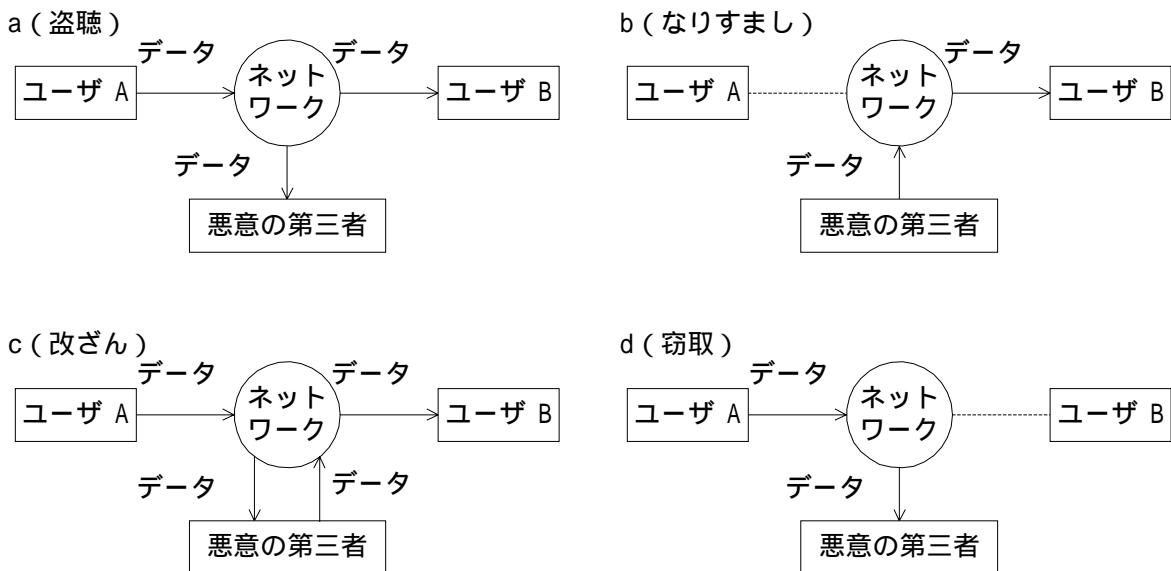 a（盗聴）
データ
データ
ユーザ A
ネット
ワーク
ユーザ B
データ
悪意の第三者
b（なりすまし）
データ
ユーザ A
ネット
ワーク
ユーザ B
データ
悪意の第三者
c（改ざん）
データ
データ
ユーザ A
ネット
ワーク
ユーザ B
データ
データ
悪意の第三者
d（窃取）
データ
ユーザ A
ネット
ワーク
ユーザ B
データ
悪意の第三者